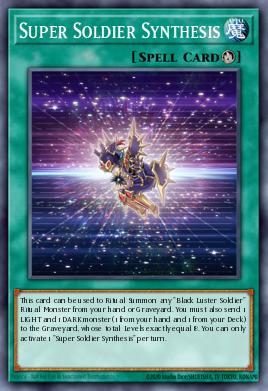 SUPER SOLDIER SYNTHESIS
魔
[SPELL CARD]
This card can be used to Ritual Summon any "Black Luster Soldier"
Ritual Monster from your hand or Graveyard. You must also send 1
LIGHT and 1 DARK monster (1 from your hand and 1 from your Deck)
to the Graveyard, whose total Levels exactly equal 8. You can only
activate 1 "Super Soldier Synthesis" per turn.